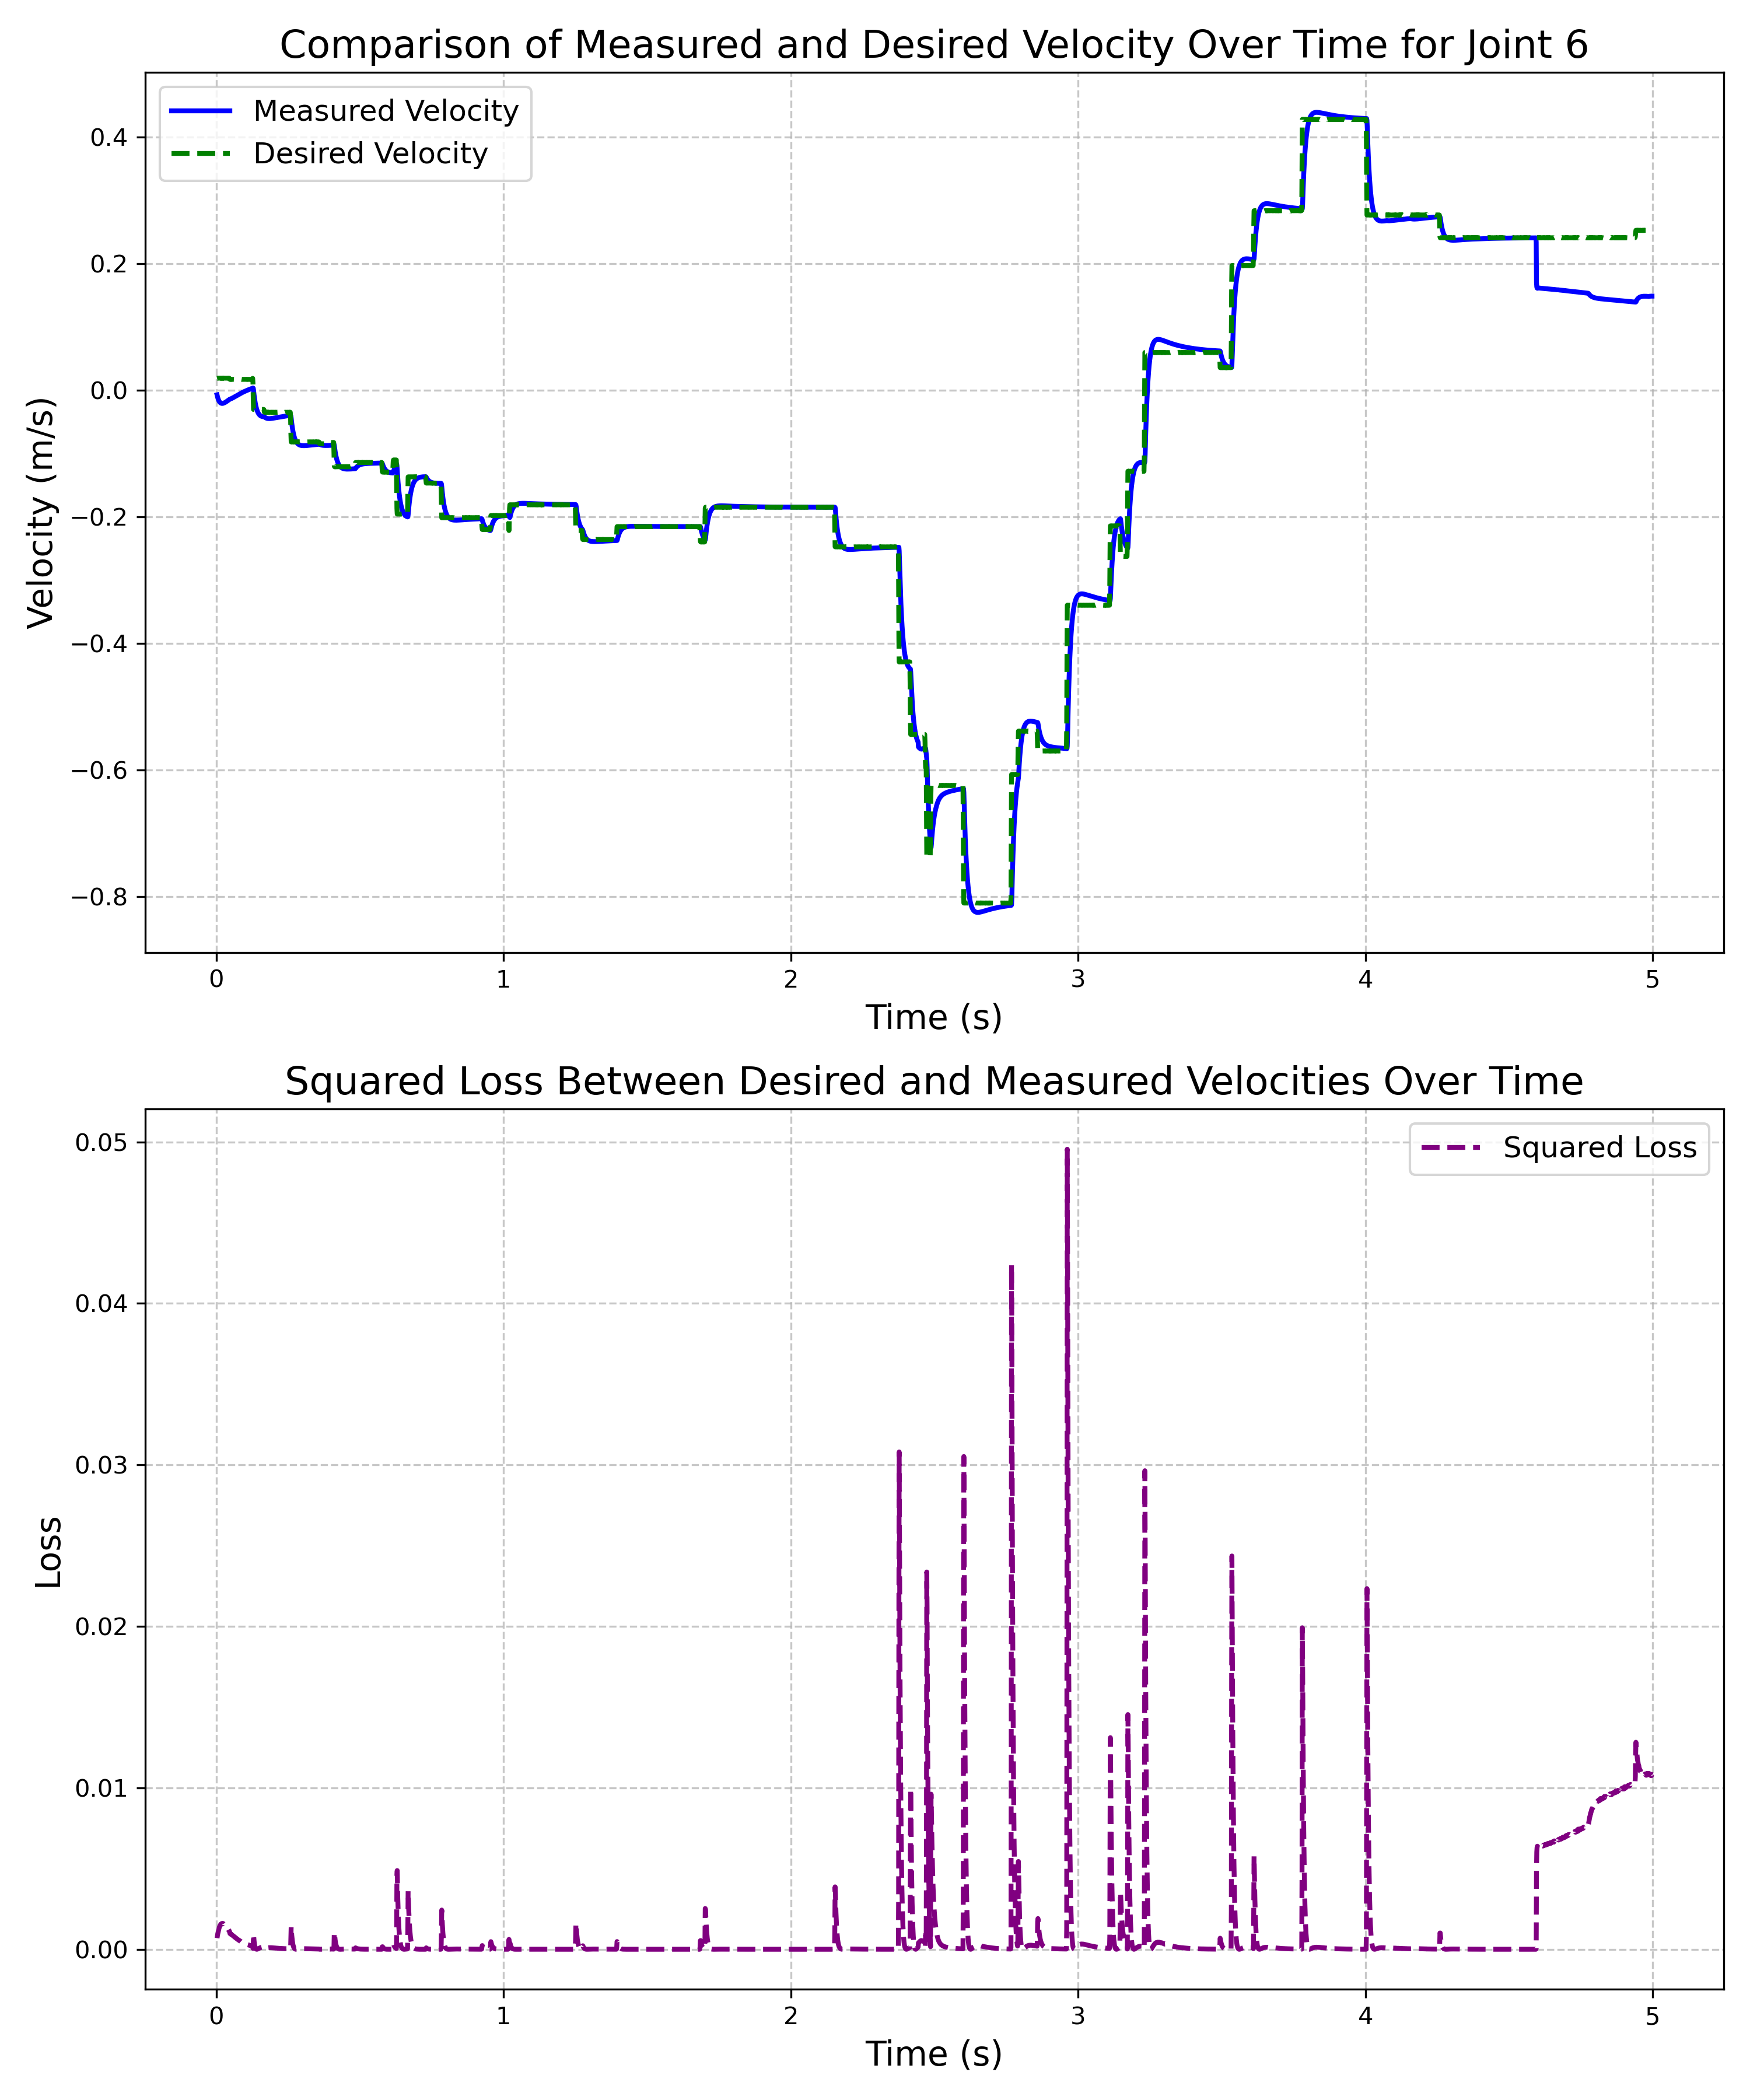 Comparison of Measured and Desired Velocity Over Time for Joint 6
Measured Velocity
Desired Velocity
0.4
0.2
0.0
−0.2
−0.4
−0.6
−0.8
Velocity (m/s)
0 1 2 3 4 5
Time (s)
Squared Loss Between Desired and Measured Velocities Over Time
Squared Loss
0.05
0.04
0.03
0.02
0.01
0.00
Loss
0 1 2 3 4 5
Time (s)